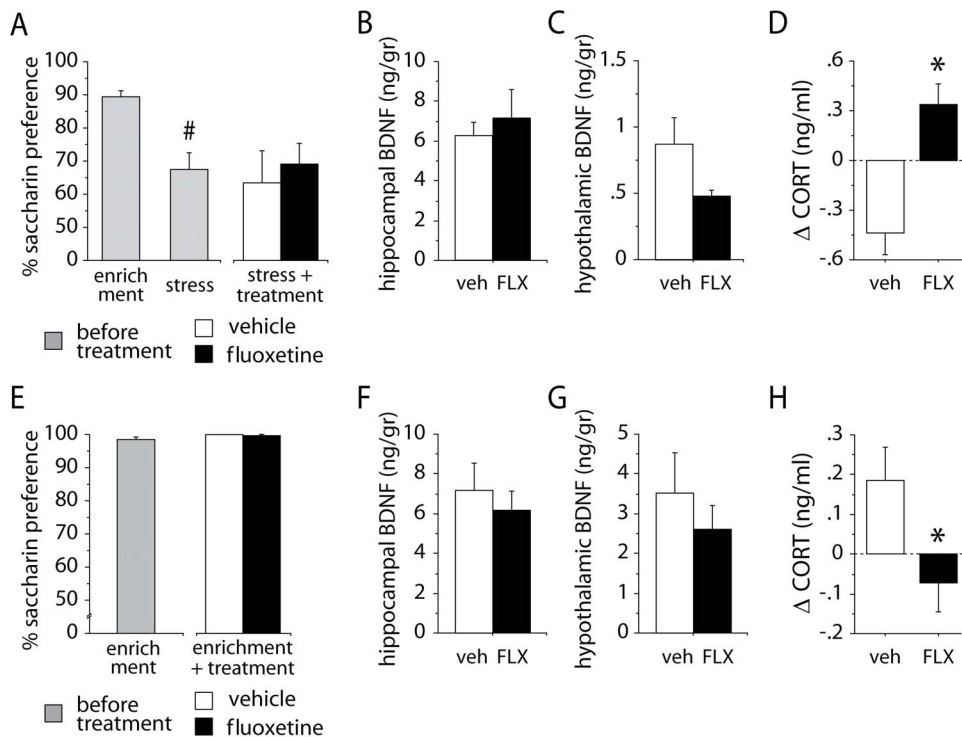 A
% saccharin preference
100
90
80
70
60
50
0
#
enrich
ment
stress
stress +
treatment
before
treatment
vehicle
fluoxetine
B
hippocampal BDNF (ng/gr)
10
8
6
4
2
0
veh FLX
C
hypothalamic BDNF (ng/gr)
1.5
1
.5
0
veh FLX
D
Δ CORT (ng/ml)
.6
.3
0
-.3
-.6
*
veh FLX
E
% saccharin preference
100
90
80
70
60
50
0
enrich
ment
enrichment
+ treatment
before
treatment
vehicle
fluoxetine
F
hippocampal BDNF (ng/gr)
10
8
6
4
2
0
veh FLX
G
hypothalamic BDNF (ng/gr)
5
4
3
2
1
0
veh FLX
H
Δ CORT (ng/ml)
.3
.2
.1
0
-.1
-.2
*
veh FLX